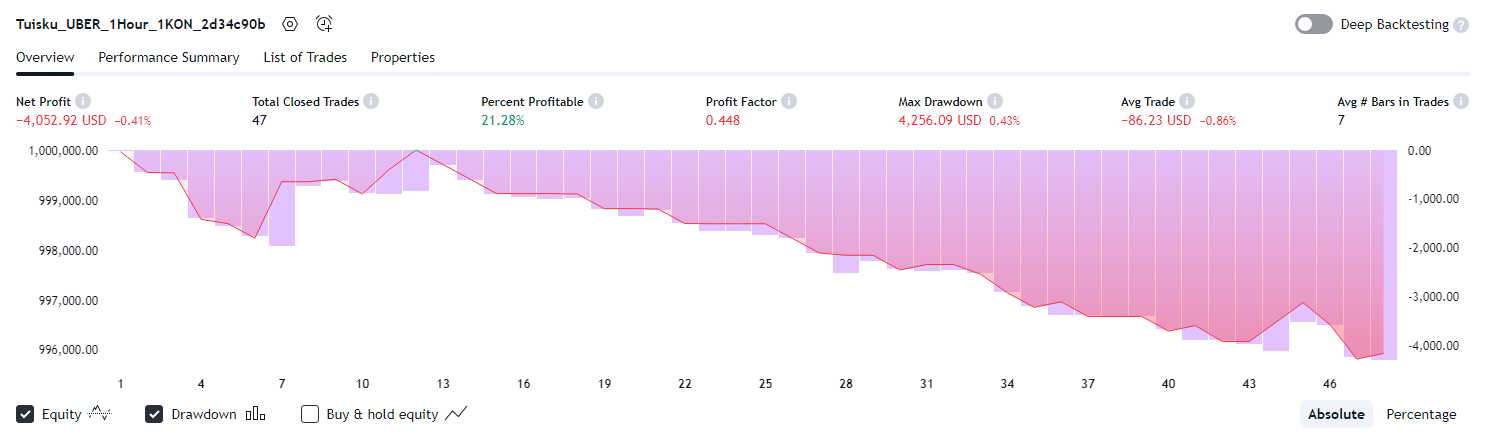 Tuisku_UBER_1Hour_1KON_2d34c90b
Deep Backtesting ?
Overview Performance Summary List of Trades Properties
Net Profit i Total Closed Trades i Percent Profitable i Profit Factor i Max Drawdown i Avg Trade i Avg # Bars in Trades i
−4,052.92 USD −0.41% 47 21.28% 0.448 4,256.09 USD 0.43% −86.23 USD −0.86% 7
1,000,000.00 0.00
999,000.00 -1,000.00
998,000.00 -2,000.00
997,000.00 -3,000.00
996,000.00 -4,000.00
1 4 7 10 13 16 19 22 25 28 31 34 37 40 43 46
Equity Drawdown Buy & hold equity Absolute Percentage